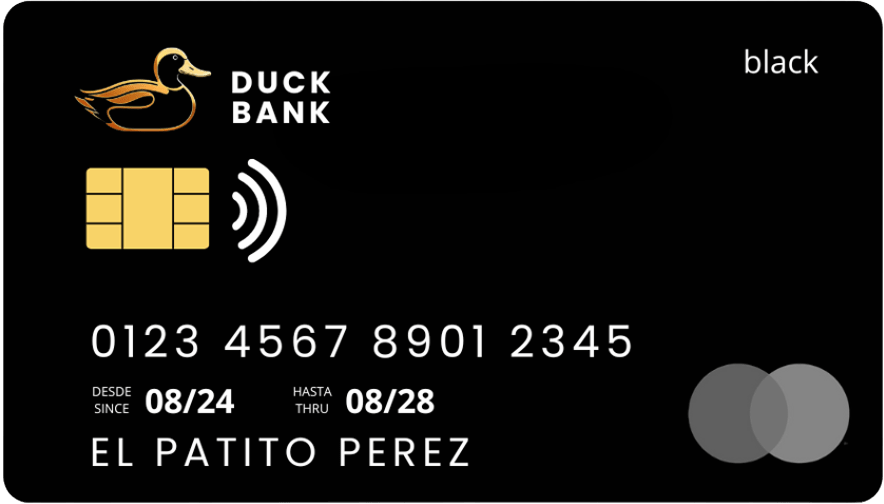 DUCK
BANK
black
0123 4567 8901 2345
DESDE
SINCE 08/24
HASTA
THRU 08/28
EL PATITO PEREZ